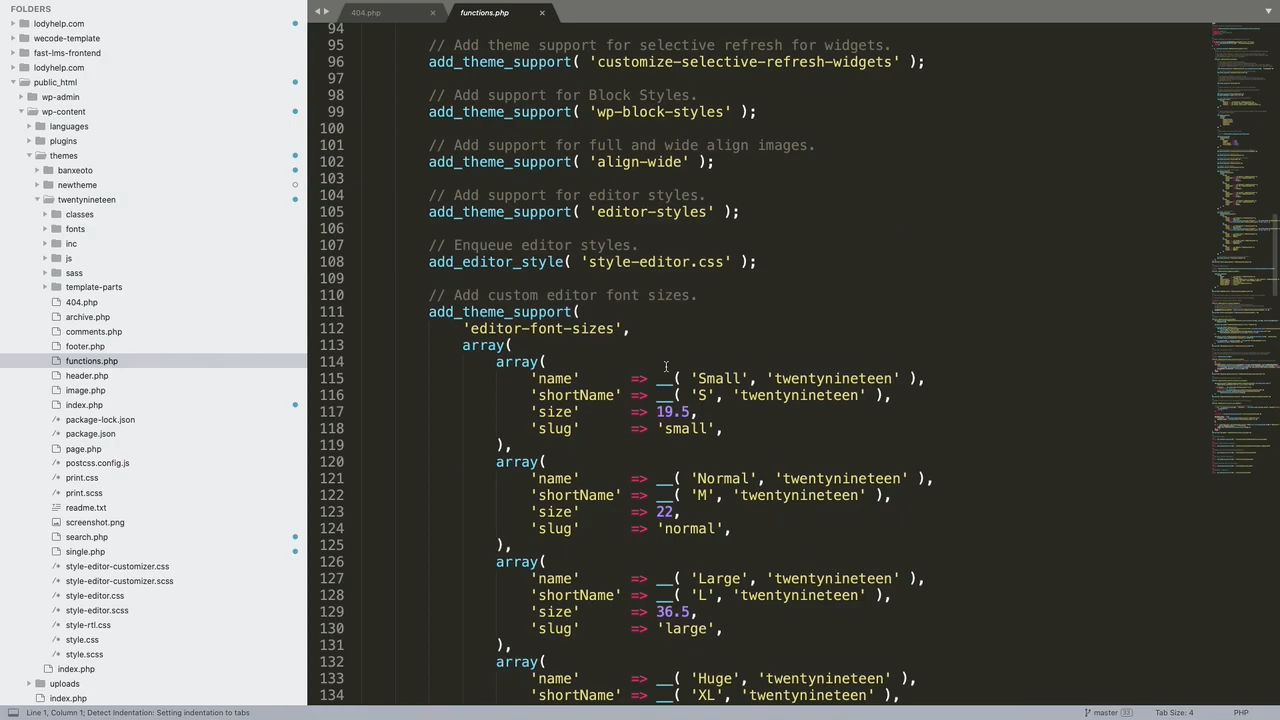 FOLDERS
lodyhelp.com
wecode-template
fast-lms-frontend
lodyhelp.com
public_html
wp-admin
wp-content
languages
plugins
themes
banxeoto
newtheme
twentynineteen
classes
fonts
inc
js
sass
template-parts
404.php
archive.php
comments.php
footer.php
functions.php
header.php
image.php
index.php
/* package-lock.json
/* package.json
page.php
/* postcss.config.js
/* print.css
/* print.scss
readme.txt
screenshot.png
search.php
single.php
/* style-editor-customizer.css
/* style-editor-customizer.scss
/* style-editor.css
/* style-editor.scss
/* style-rtl.css
/* style.css
/* style.scss
index.php
uploads
index.php
404.php ×
functions.php ×
94
95 Add theme support for selective refresh for widgets.
96 add_theme_support( 'customize-selective-refresh-widgets' );
97
98 Add support for Block Styles.
99 add_theme_support( 'wp-block-styles' );
100
101 Add support for full and wide align images.
102 add_theme_support( 'align-wide' );
103
104 // Add support for editor styles.
105 add_theme_support( 'editor-styles' );
106
107 // Enqueue editor styles.
108 add_editor_style( 'style-editor.css' );
109
110 Add custom editor font sizes.
111 add_theme_support(
112 'editor-font-sizes',
113 array(
114 array(
115 'name' => __( 'Small', 'twentynineteen' ),
116 'shortName' => __( 'S', 'twentynineteen' ),
117 'size' => 19.5,
118 'slug' => 'small',
119 ),
120 array(
121 'name' => __( 'Normal', 'twentynineteen' ),
122 'shortName' => __( 'M', 'twentynineteen' ),
123 'size' => 22,
124 'slug' => 'normal',
125 ),
126 array(
127 'name' => __( 'Large', 'twentynineteen' ),
128 'shortName' => __( 'L', 'twentynineteen' ),
129 'size' => 36.5,
130 'slug' => 'large',
131 ),
132 array(
133 'name' => __( 'Huge', 'twentynineteen' ),
134 'shortName' => __( 'XL', 'twentynineteen' ),
Line 1, Column 1; Detect Indentation: Setting indentation to tabs
master 33
Tab Size: 4
PHP